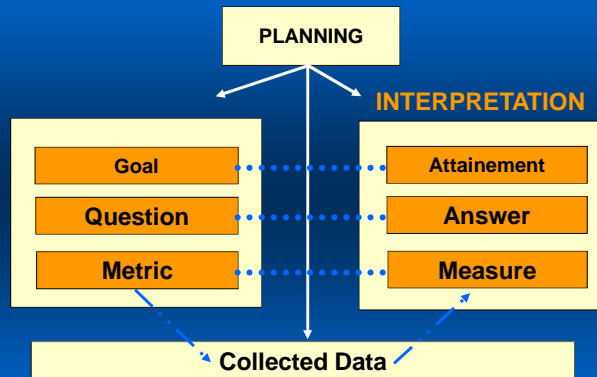 PLANNING
INTERPRETATION
Goal
Attainement
Question
Answer
Metric
Measure
Collected Data